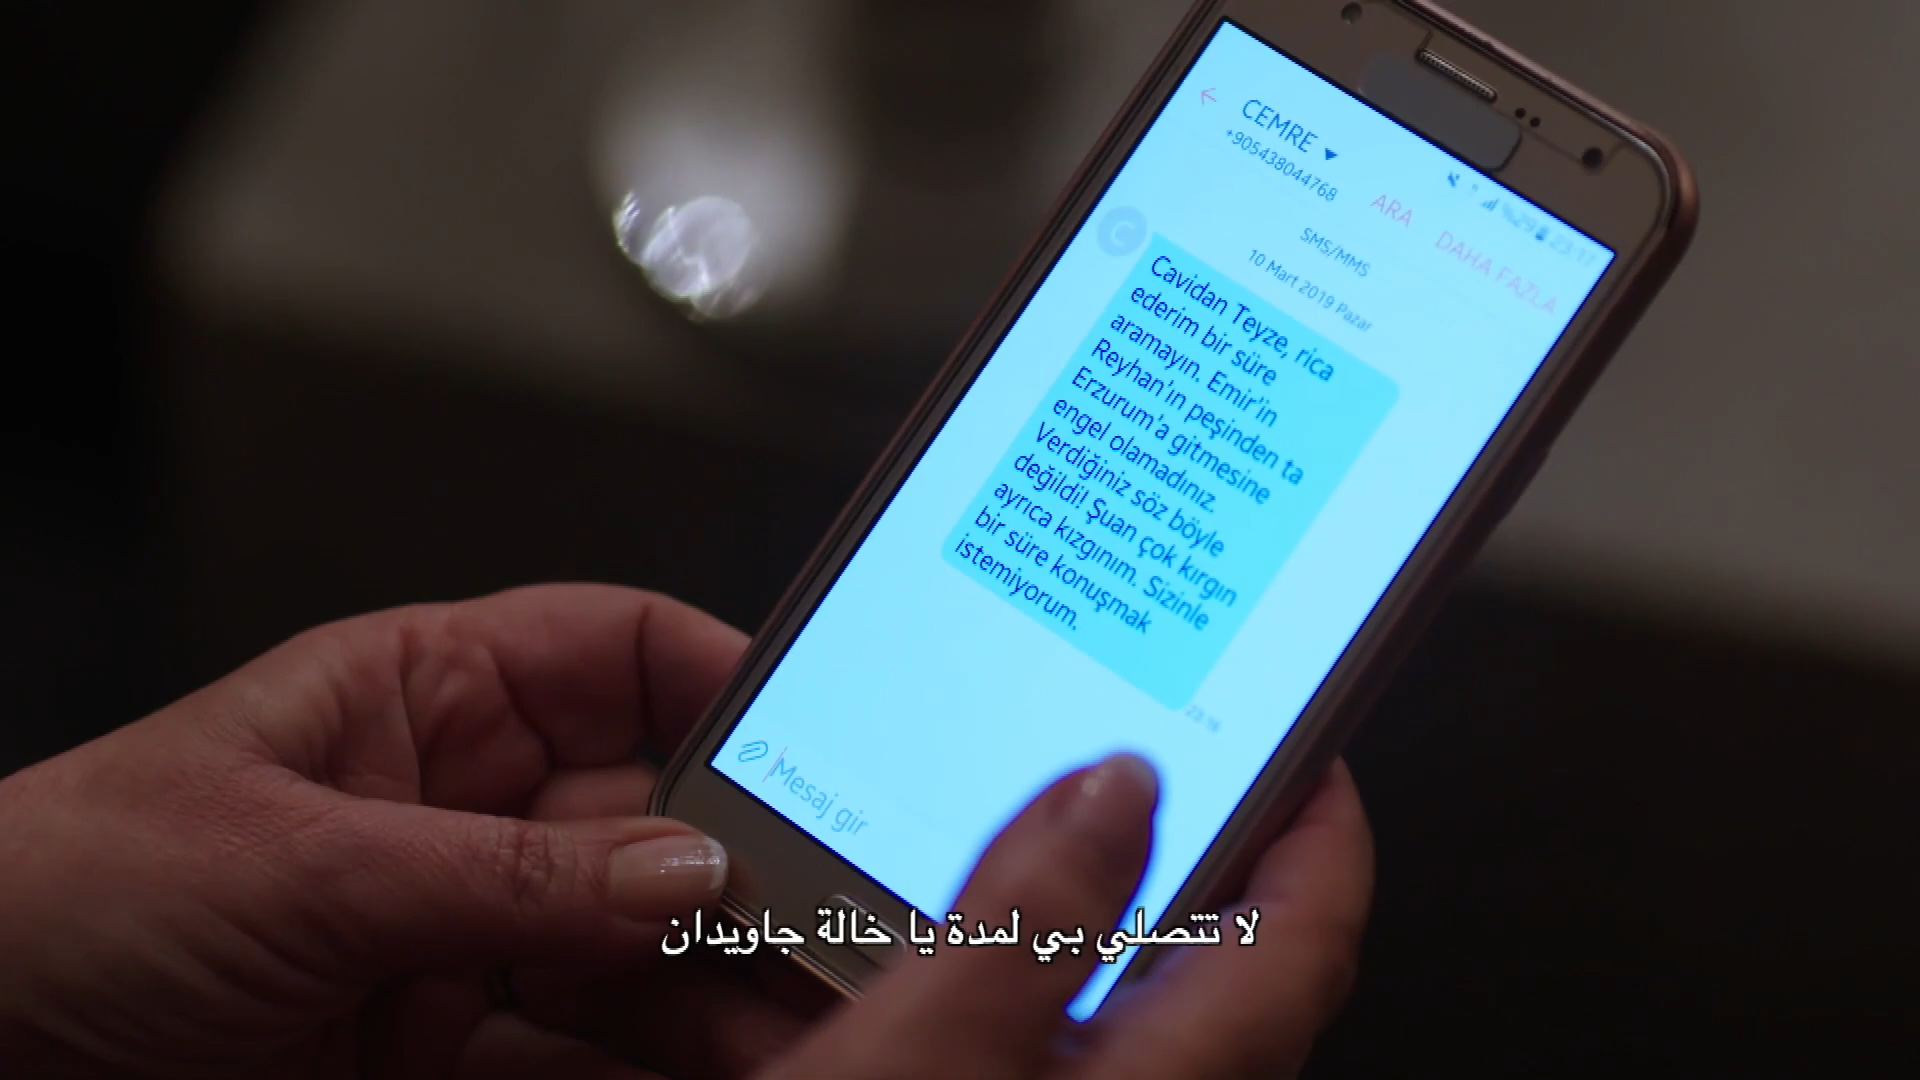 CEMRE
+905438044768
ARA
DAHA FAZLA
SMS/MMS
10 Mart 2019 Pazar
C
Cavidan Teyze, rica
ederim bir süre
aramayın. Emir'in
Reyhan'ın peşinden ta
Erzurum'a gitmesine
engel olamadınız.
Verdiğiniz söz böyle
değildi! Şuan çok kırgın
ayrıca kızgınım. Sizinle
bir süre konuşmak
istemiyorum.
23:16
Mesaj gir
لا تتصلي بي لمدة يا خالة جاويدان